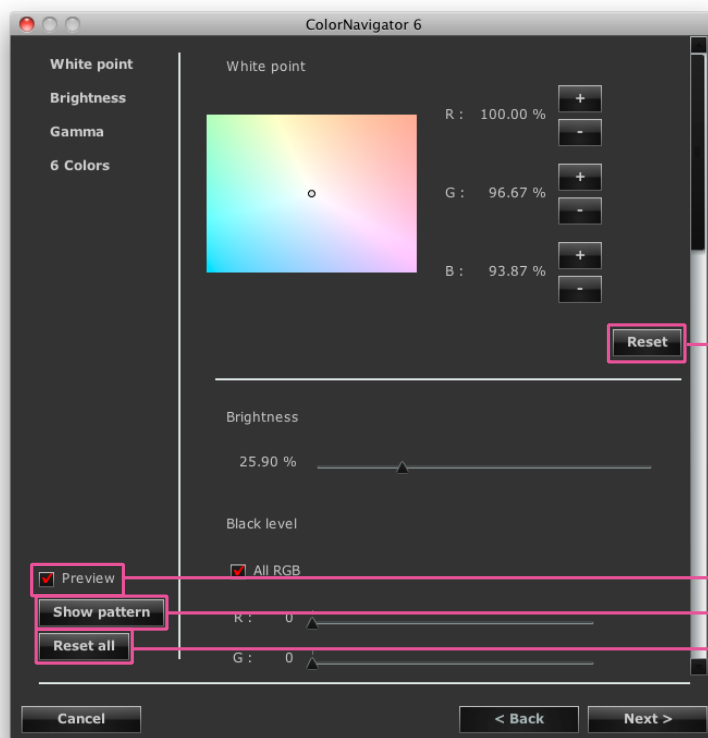 ColorNavigator 6
White point
Brightness
Gamma
6 Colors
White point
R : 100.00 %
+
-
G : 96.67 %
+
-
B : 93.87 %
+
-
Reset
Brightness
25.90 %
Black level
All RGB
R : 0
G : 0
Preview
Show pattern
Reset all
Cancel
< Back
Next >